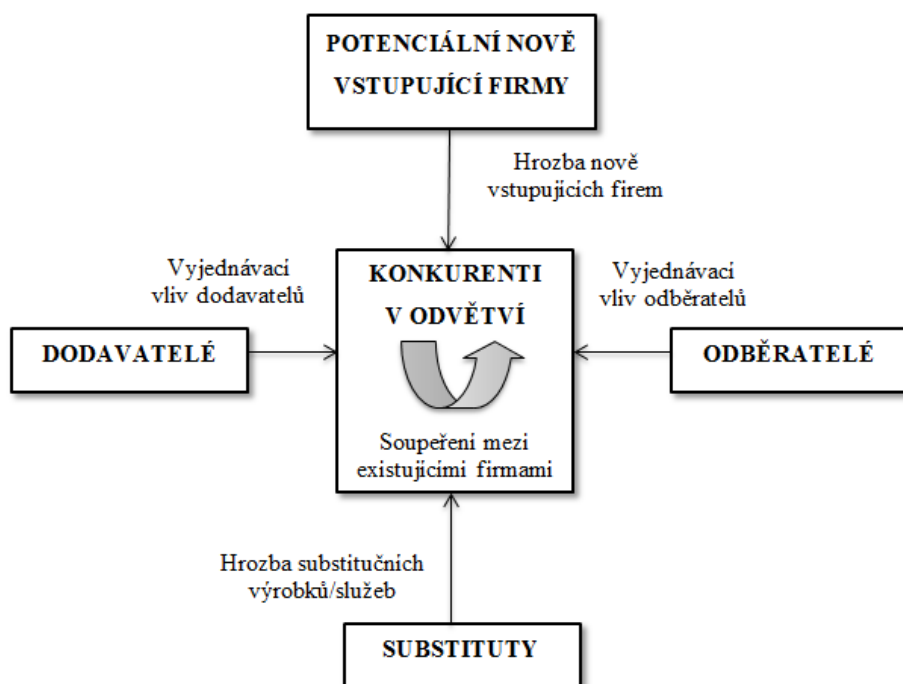 POTENCIÁLNÍ NOVĚ
VSTUPUJÍCÍ FIRMY
Hrozba nově
vstupujících firem
Vyjednávací
vliv dodavatelů
KONKURENTI
V ODVĚTVÍ
Vyjednávací
vliv odběratelů
DODAVATELÉ
ODBĚRATELÉ
Soupeření mezi
existujícími firmami
Hrozba substitučních
výrobků/služeb
SUBSTITUTY